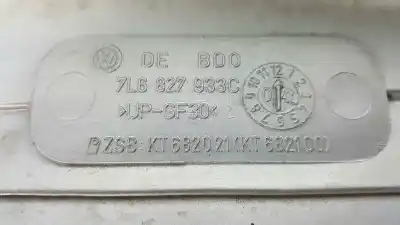 DE BDO
7L6 827 933C
>UP-GF30<
ZSB: KT 6820.21 (KT 6821.00)